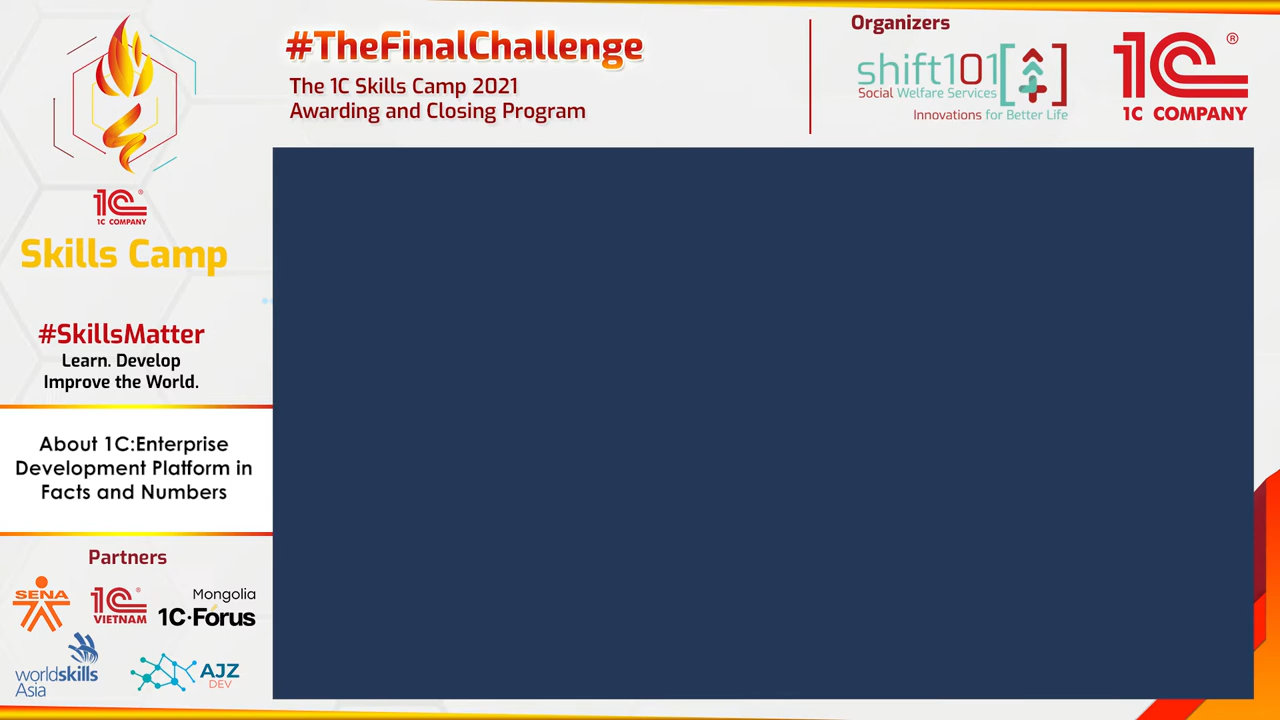 #TheFinalChallenge
The 1C Skills Camp 2021
Awarding and Closing Program
Organizers
shift101
Social Welfare Services
Innovations for Better Life
1C ®
1C COMPANY
1C ®
1C COMPANY
Skills Camp
#SkillsMatter
Learn. Develop
Improve the World.
About 1C:Enterprise
Development Platform in
Facts and Numbers
Partners
SENA
1C ®
VIETNAM
Mongolia
1C·Fórus
worldskills
Asia
AJZ
DEV